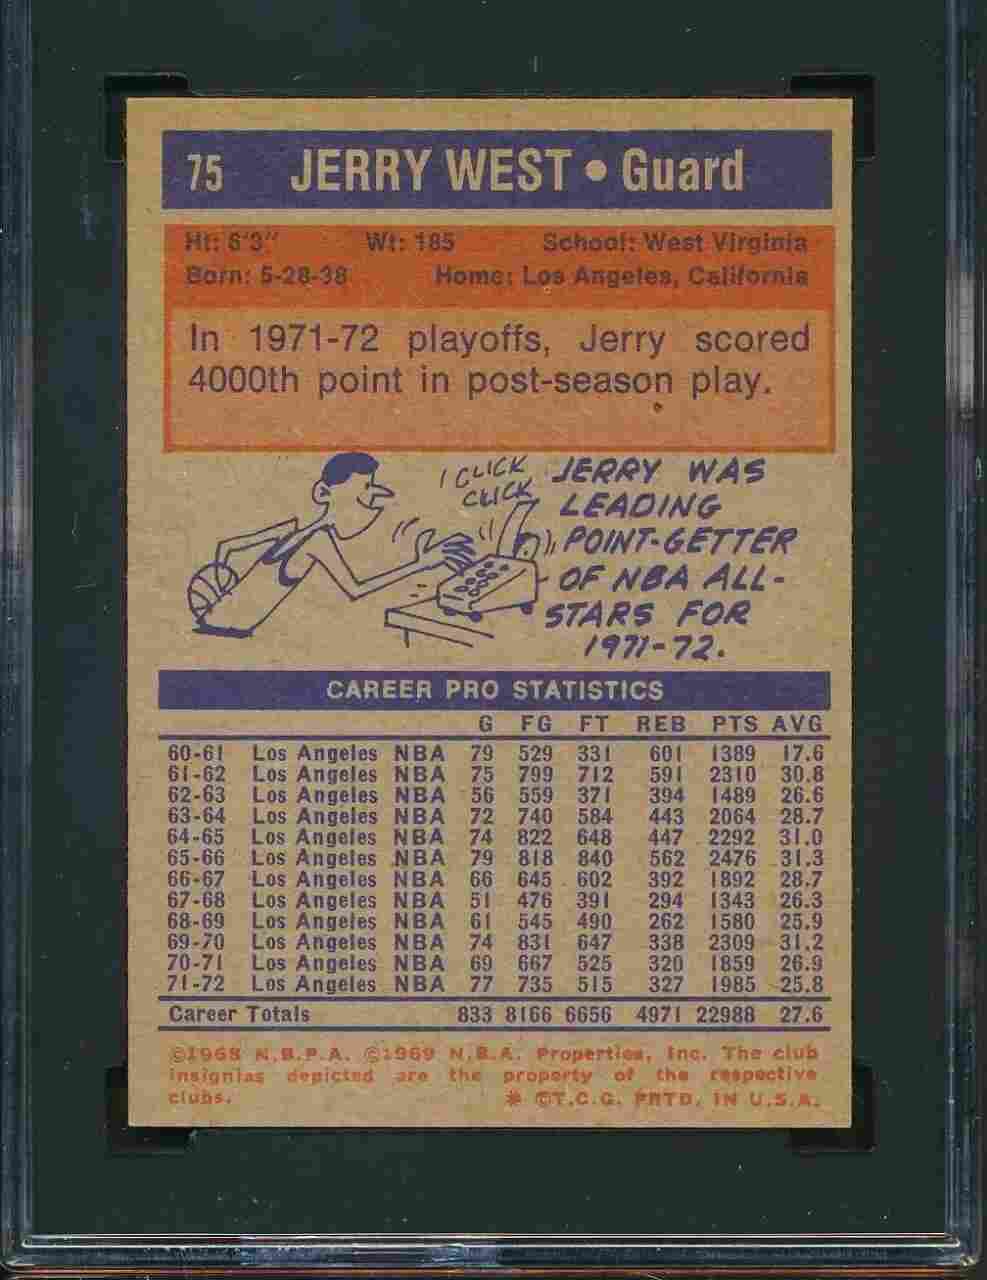 75 JERRY WEST • Guard
Ht: 6'3" Wt: 185 School: West Virginia
Born: 5-28-38 Home: Los Angeles, California
In 1971-72 playoffs, Jerry scored
4000th point in post-season play.
CLICK
CLICK
JERRY WAS
LEADING
POINT-GETTER
OF NBA ALL-
STARS FOR
1971-72.
CAREER PRO STATISTICS
G FG FT REB PTS AVG
60-61 Los Angeles NBA 79 529 331 601 1389 17.6
61-62 Los Angeles NBA 75 799 712 591 2310 30.8
62-63 Los Angeles NBA 56 559 371 394 1489 26.6
63-64 Los Angeles NBA 72 740 584 443 2064 28.7
64-65 Los Angeles NBA 74 822 648 447 2292 31.0
65-66 Los Angeles NBA 79 818 840 562 2476 31.3
66-67 Los Angeles NBA 66 645 602 392 1892 28.7
67-68 Los Angeles NBA 51 476 391 294 1343 26.3
68-69 Los Angeles NBA 61 545 490 262 1580 25.9
69-70 Los Angeles NBA 74 831 647 338 2309 31.2
70-71 Los Angeles NBA 69 667 525 320 1859 26.9
71-72 Los Angeles NBA 77 735 515 327 1985 25.8
Career Totals 833 8166 6656 4971 22988 27.6
©1968 N.B.P.A. ©1969 N.B.A. Properties, Inc. The club
insignias depicted are the property of the respective
clubs. * ©T.C.G. PRTD. IN U.S.A.